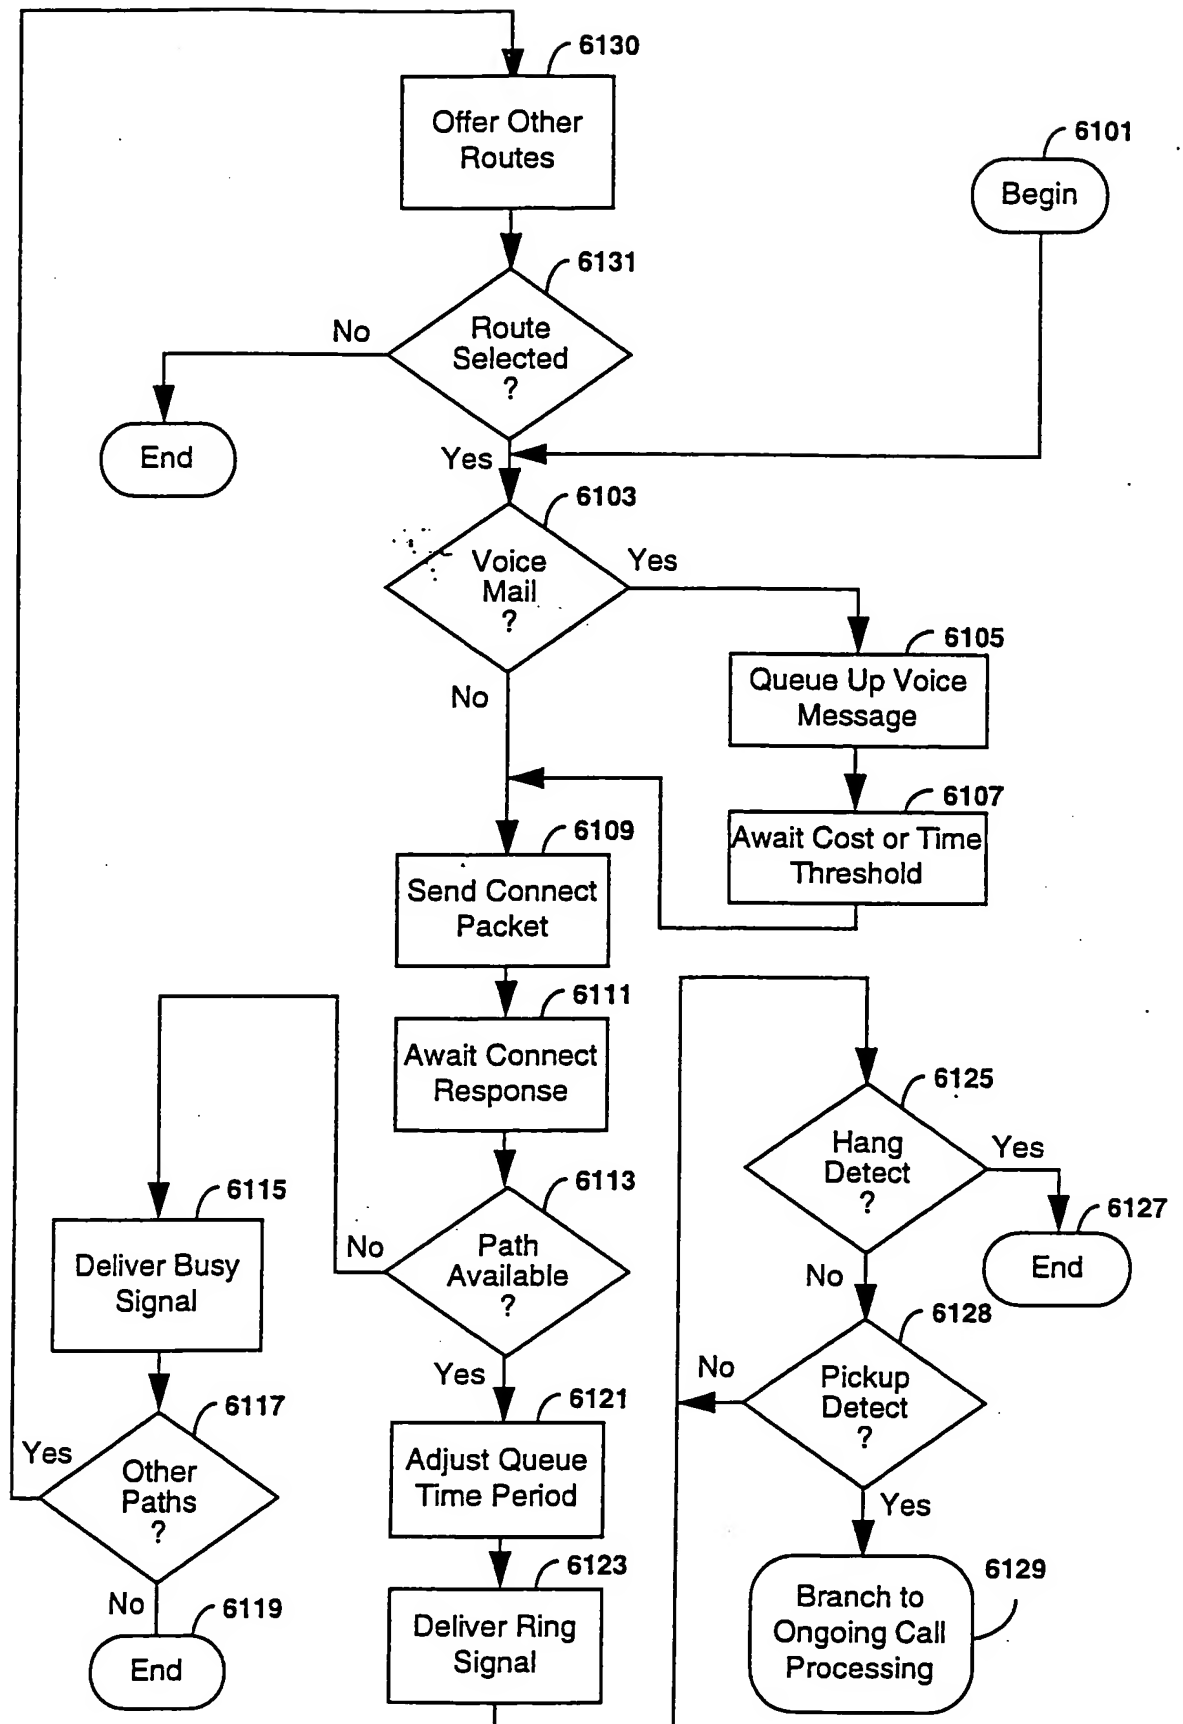 6130
Offer Other
Routes
6101
Begin
6131
Route
Selected
?
No
End
Yes
6103
Voice
Mail
?
Yes
No
6105
Queue Up Voice
Message
6107
Await Cost or Time
Threshold
6109
Send Connect
Packet
6111
Await Connect
Response
6113
Path
Available
?
No
Yes
6115
Deliver Busy
Signal
6117
Other
Paths
?
Yes
No
6119
End
6121
Adjust Queue
Time Period
6123
Deliver Ring
Signal
6125
Hang
Detect
?
Yes
6127
End
No
6128
Pickup
Detect
?
No
Yes
6129
Branch to
Ongoing Call
Processing